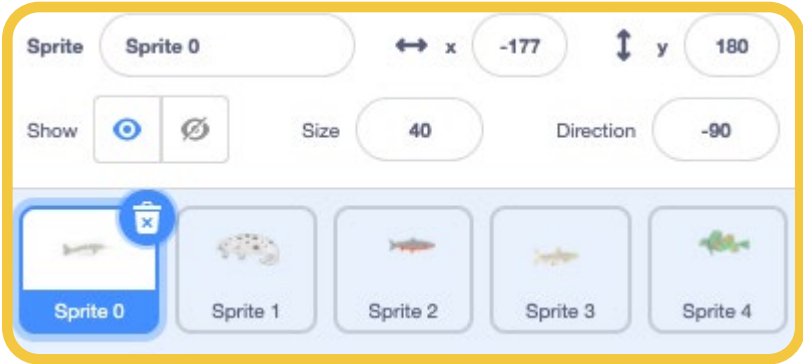 Sprite Sprite 0 x -177 y 180
Show Size 40 Direction -90
Sprite 0 Sprite 1 Sprite 2 Sprite 3 Sprite 4